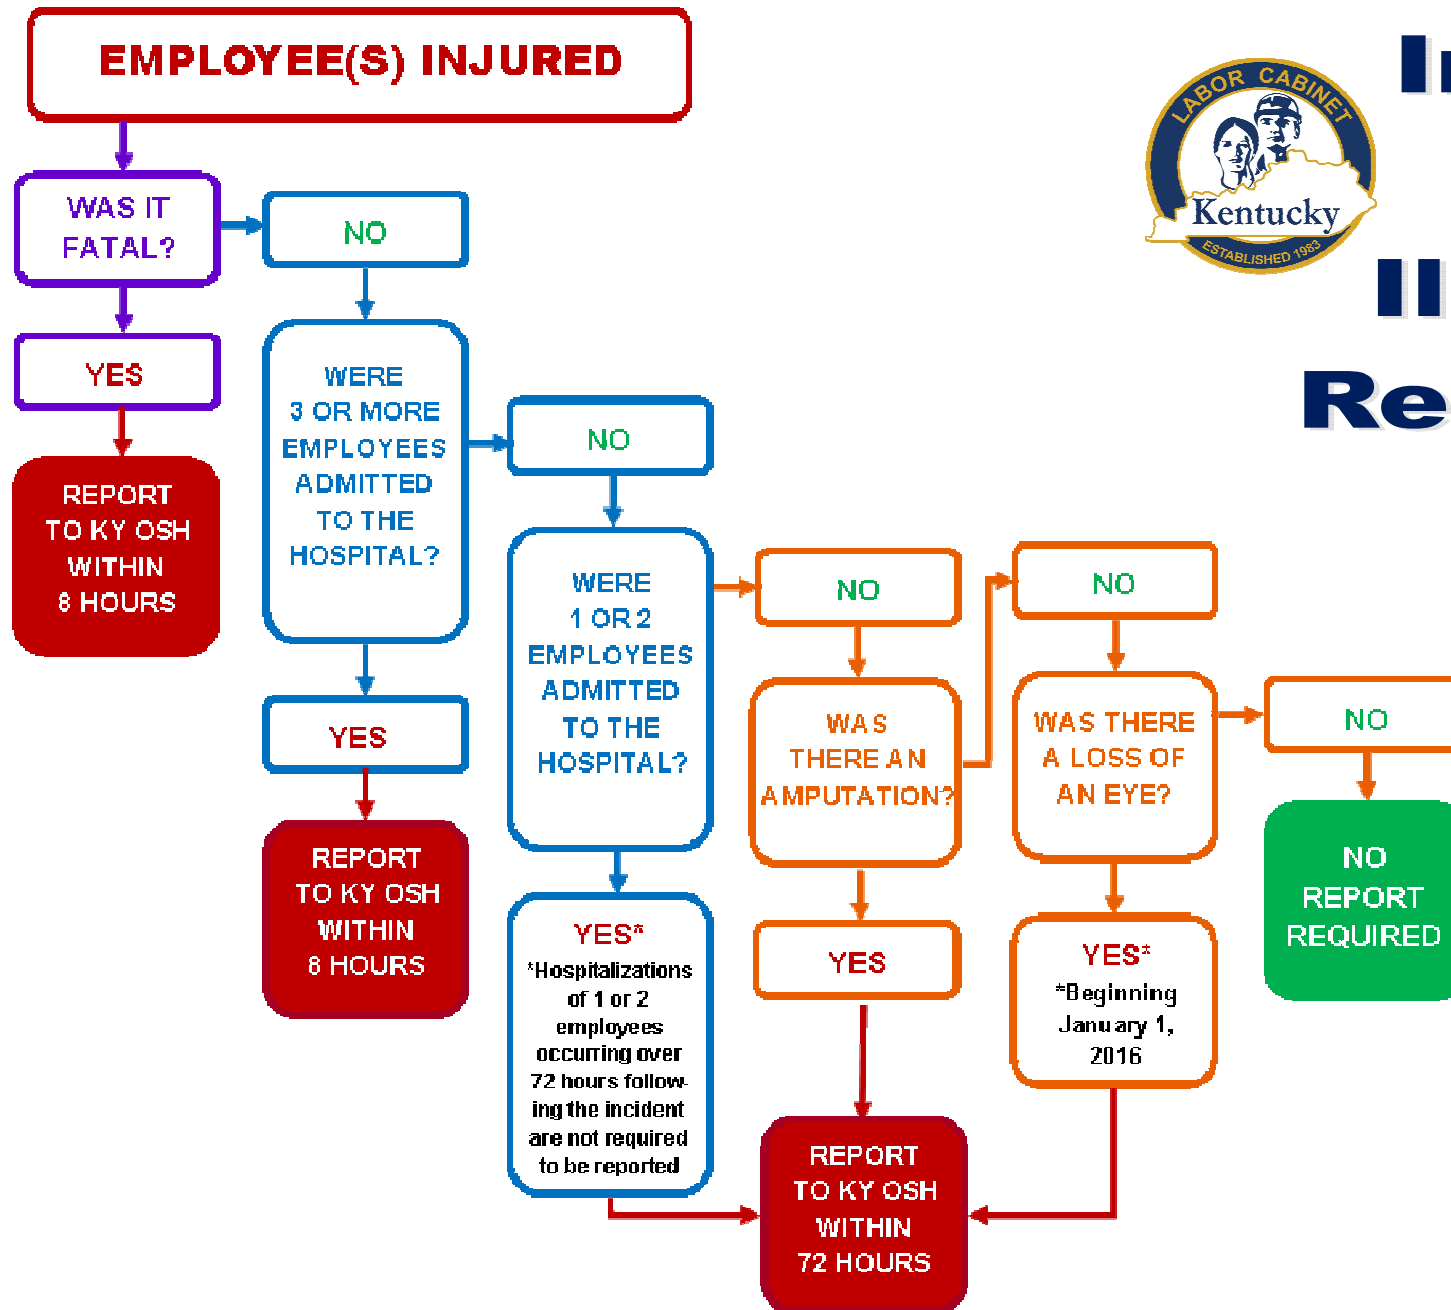 EMPLOYEE(S) INJURED
LABOR CABINET
Kentucky
ESTABLISHED 1983
In
Il
Re
WAS IT
FATAL?
NO
YES
REPORT
TO KY OSH
WITHIN
8 HOURS
WERE
3 OR MORE
EMPLOYEES
ADMITTED
TO THE
HOSPITAL?
NO
YES
REPORT
TO KY OSH
WITHIN
8 HOURS
WERE
1 OR 2
EMPLOYEES
ADMITTED
TO THE
HOSPITAL?
NO
YES*
*Hospitalizations
of 1 or 2
employees
occurring over
72 hours follow-
ing the incident
are not required
to be reported
WAS
THERE AN
AMPUTATION?
NO
YES
WAS THERE
A LOSS OF
AN EYE?
NO
YES*
*Beginning
January 1,
2016
NO
REPORT
REQUIRED
REPORT
TO KY OSH
WITHIN
72 HOURS